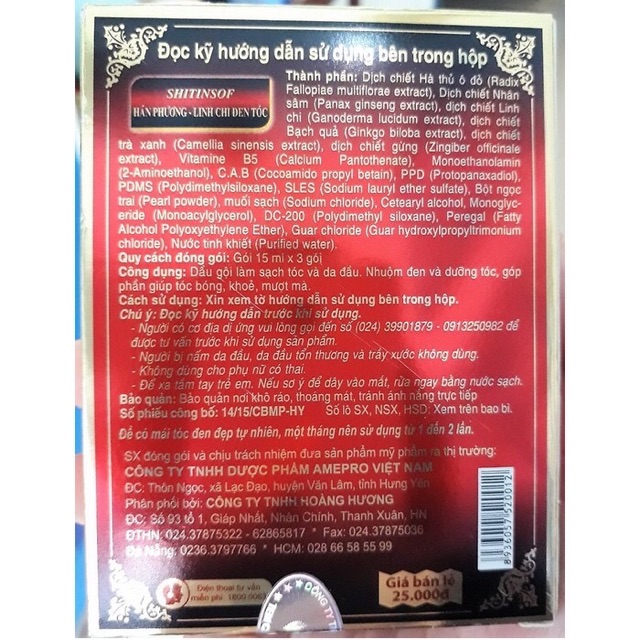 Đọc kỹ hướng dẫn sử dụng bên trong hộp
SHITINSOF
HÀN PHƯƠNG - LINH CHI ĐEN TÓC
Thành phần: Dịch chiết Hà thủ ô đỏ (Radix
Fallopiae multiflorae extract), Dịch chiết Nhân
sâm (Panax ginseng extract), dịch chiết Linh
chi (Ganoderma lucidum extract), dịch chiết
Bạch quả (Ginkgo biloba extract), dịch chiết
trà xanh (Camellia sinensis extract), dịch chiết gừng (Zingiber officinale
extract), Vitamine B5 (Calcium Pantothenate), Monoethanolamin
(2-Aminoethanol), C.A.B (Cocoamido propyl betain), PPD (Protopanaxadiol),
PDMS (Polydimethylsiloxane), SLES (Sodium lauryl ether sulfate), Bột ngọc
trai (Pearl powder), muối sạch (Sodium chloride), Cetearyl alcohol, Monoglyc-
eride (Monoacylglycerol), DC-200 (Polydimethyl siloxane), Peregal (Fatty
Alcohol Polyoxyethylene Ether), Guar chloride (Guar hydroxylpropyltrimonium
chloride), Nước tinh khiết (Purified water).
Quy cách đóng gói: Gói 15 ml x 3 gói
Công dụng: Dầu gội làm sạch tóc và da đầu. Nhuộm đen và dưỡng tóc, góp
phần giúp tóc bóng, khoẻ, mượt mà.
Cách sử dụng: Xin xem tờ hướng dẫn sử dụng bên trong hộp.
Chú ý: Đọc kỹ hướng dẫn trước khi sử dụng.
- Người có cơ địa dị ứng vui lòng gọi đến số (024) 39901879 - 0913250982 để
được tư vấn trước khi sử dụng sản phẩm.
- Người bị nấm da đầu, da đầu tổn thương và trầy xước không dùng.
- Không dùng cho phụ nữ có thai.
- Để xa tầm tay trẻ em. Nếu sơ ý để dây vào mắt, rửa ngay bằng nước sạch.
Bảo quản: Bảo quản nơi khô ráo, thoáng mát, tránh ánh nắng trực tiếp
Số phiếu công bố: 14/15/CBMP-HY Số lô SX, NSX, HSD: Xem trên bao bì.
Để có mái tóc đen đẹp tự nhiên, một tháng nên sử dụng từ 1 đến 2 lần.
SX đóng gói và chịu trách nhiệm đưa sản phẩm mỹ phẩm ra thị trường:
CÔNG TY TNHH DƯỢC PHẨM AMEPRO VIỆT NAM
ĐC: Thôn Ngọc, xã Lạc Đạo, huyện Văn Lâm, tỉnh Hưng Yên
Phân phối bởi: CÔNG TY TNHH HOÀNG HƯƠNG
ĐC: Số 93 tổ 1, Giáp Nhất, Nhân Chính, Thanh Xuân, HN
ĐTHN: 024.37875322 - 62865817 * Fax: 024.37875036
Đà Nẵng: 0236.3797766 * HCM: 028 66 58 55 99
8936057520012
Điện thoại tư vấn
miễn phí: 1800.0063
CÔNG T
Giá bán lẻ
25.000đ